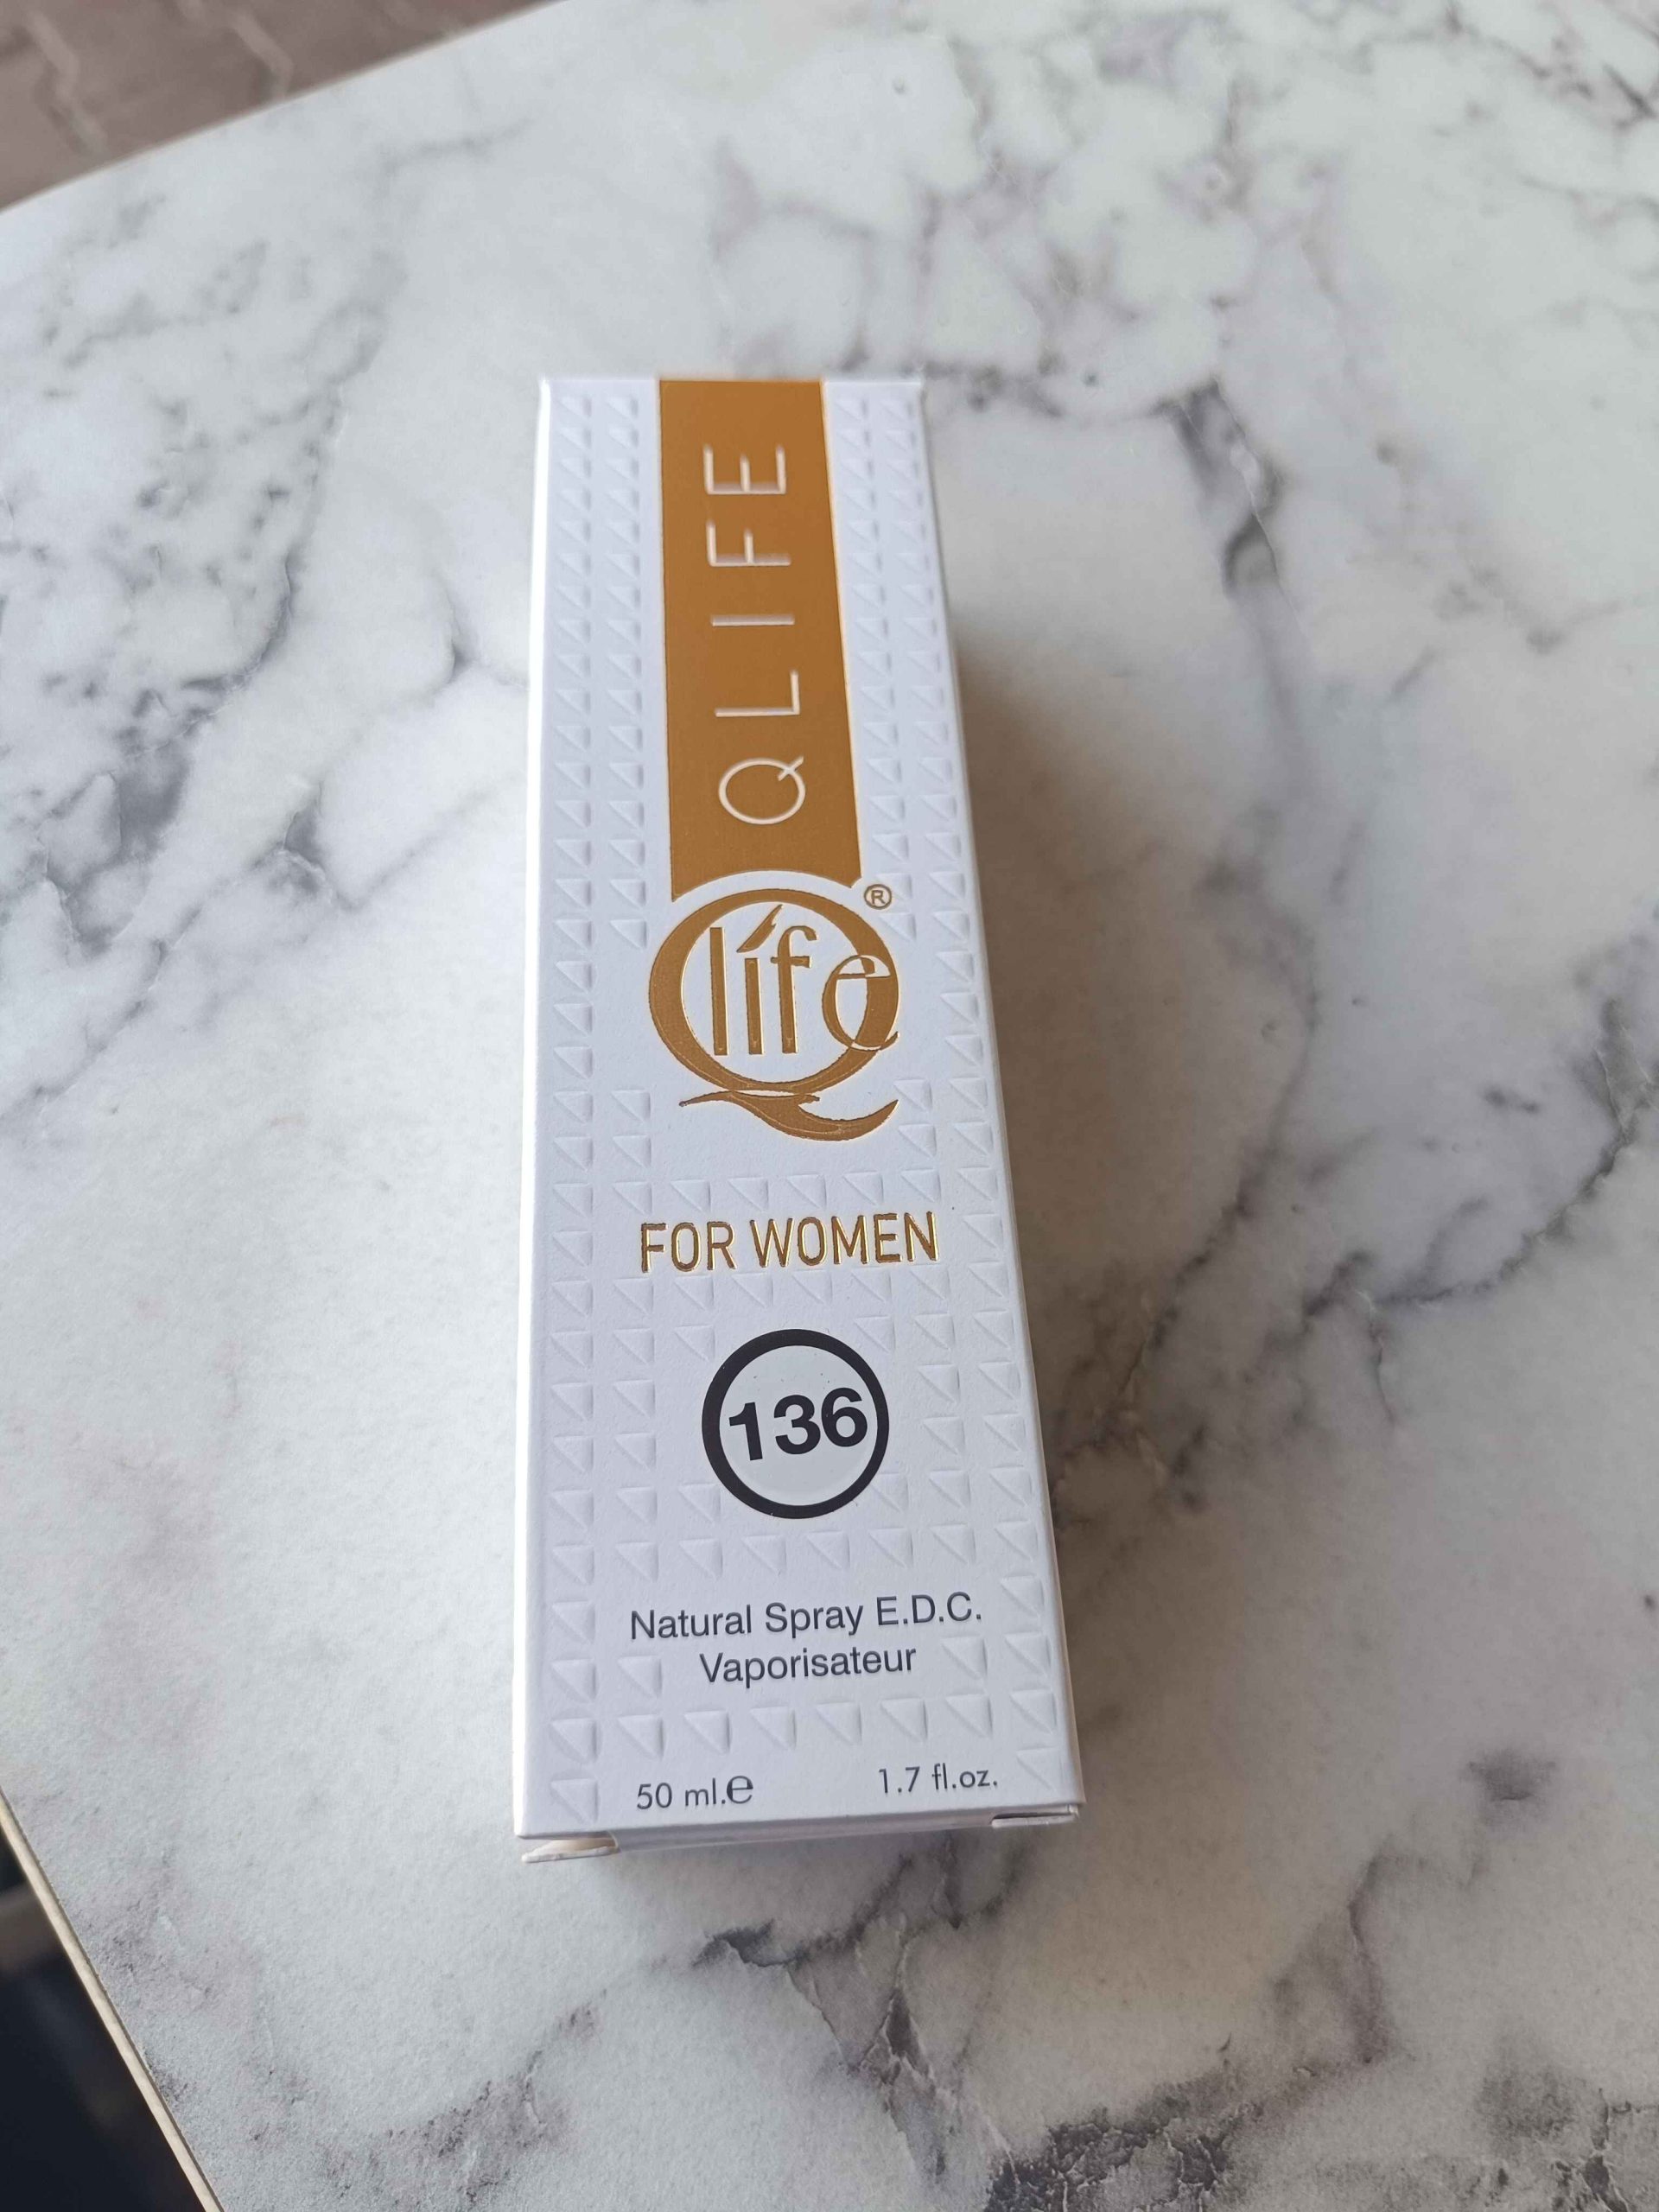 QLIFE
Qlife®
FOR WOMEN
136
Natural Spray E.D.C.
Vaporisateur
50 ml.℮ 1.7 fl.oz.